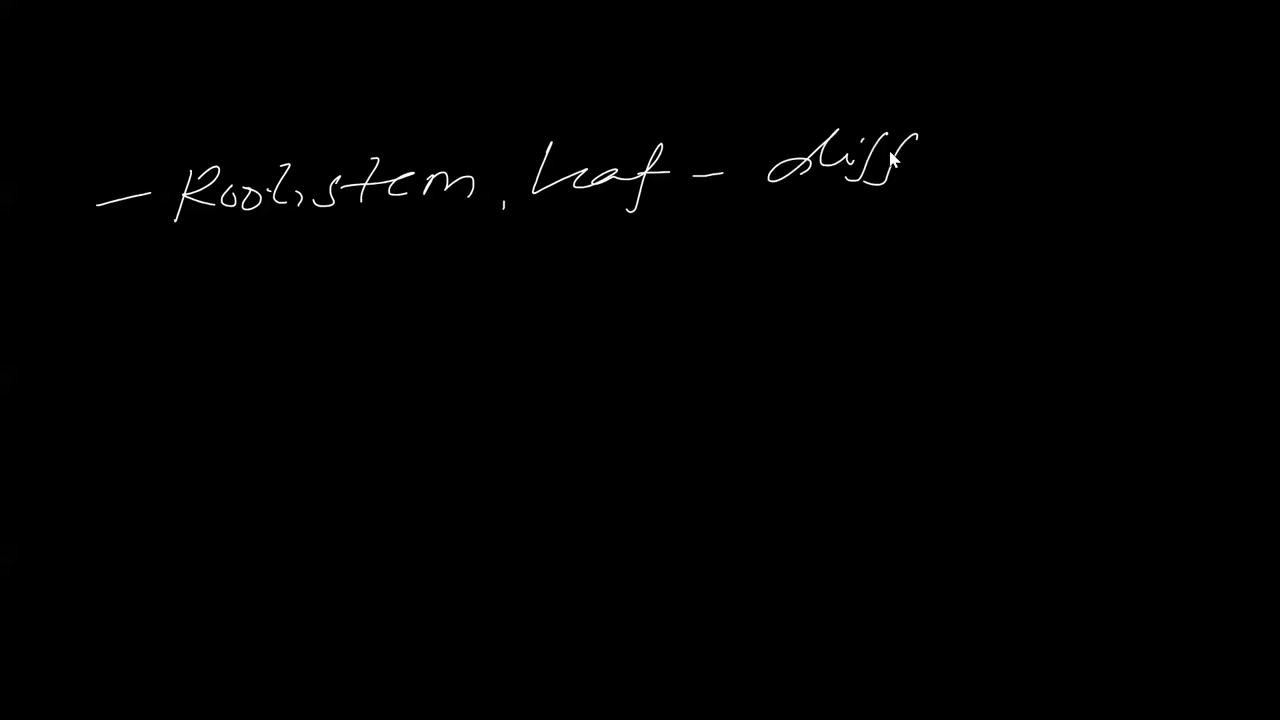 - Root, stem, leaf - diff